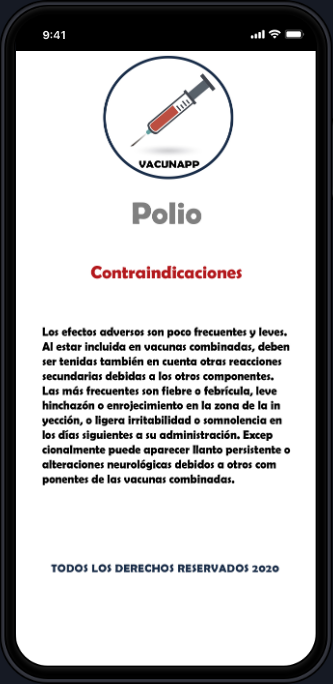 9:41
VACUNAPP
Polio
Contraindicaciones
Los efectos adversos son poco frecuentes y leves.
Al estar incluida en vacunas combinadas, deben
ser tenidas también en cuenta otras reacciones
secundarias debidas a los otros componentes.
Las más frecuentes son fiebre o febrícula, leve
hinchazón o enrojecimiento en la zona de la in
yección, o ligera irritabilidad o somnolencia en
los días siguientes a su administración. Excep
cionalmente puede aparecer llanto persistente o
alteraciones neurológicas debidos a otros com
ponentes de las vacunas combinadas.
TODOS LOS DERECHOS RESERVADOS 2020